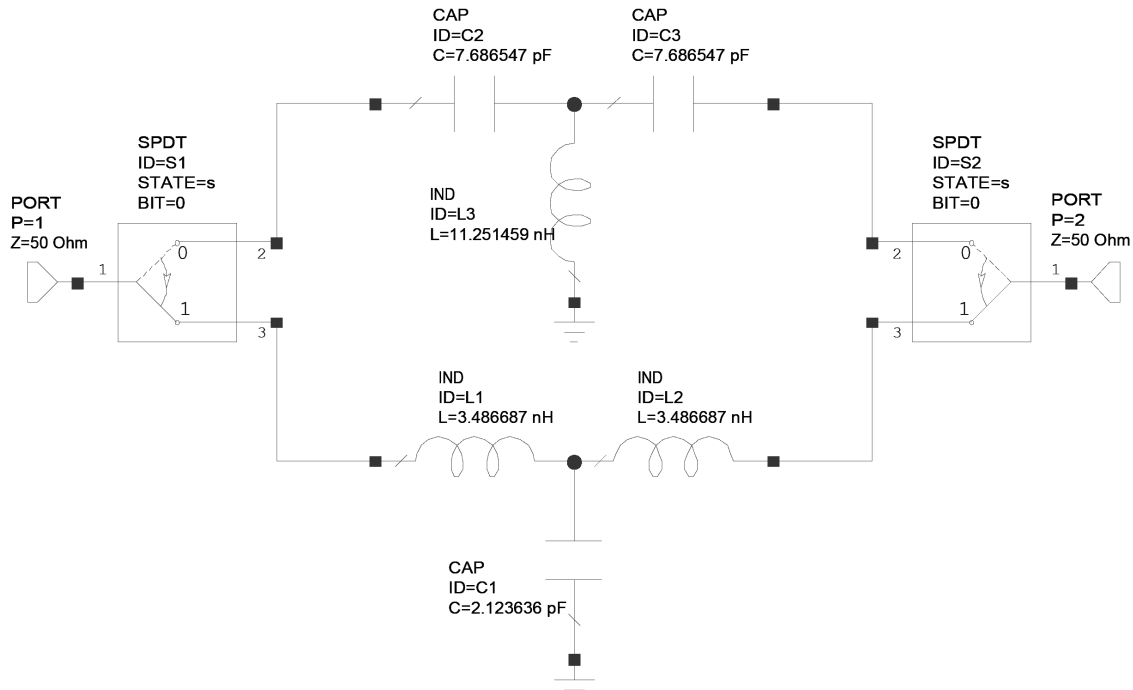 CAP
ID=C2
C=7.686547 pF
CAP
ID=C3
C=7.686547 pF
SPDT
ID=S1
STATE=s
BIT=0
SPDT
ID=S2
STATE=s
BIT=0
PORT
P=1
Z=50 Ohm
IND
ID=L3
L=11.251459 nH
PORT
P=2
Z=50 Ohm
1
0
2
1
3
0
2
1
1
3
IND
ID=L1
L=3.486687 nH
IND
ID=L2
L=3.486687 nH
CAP
ID=C1
C=2.123636 pF